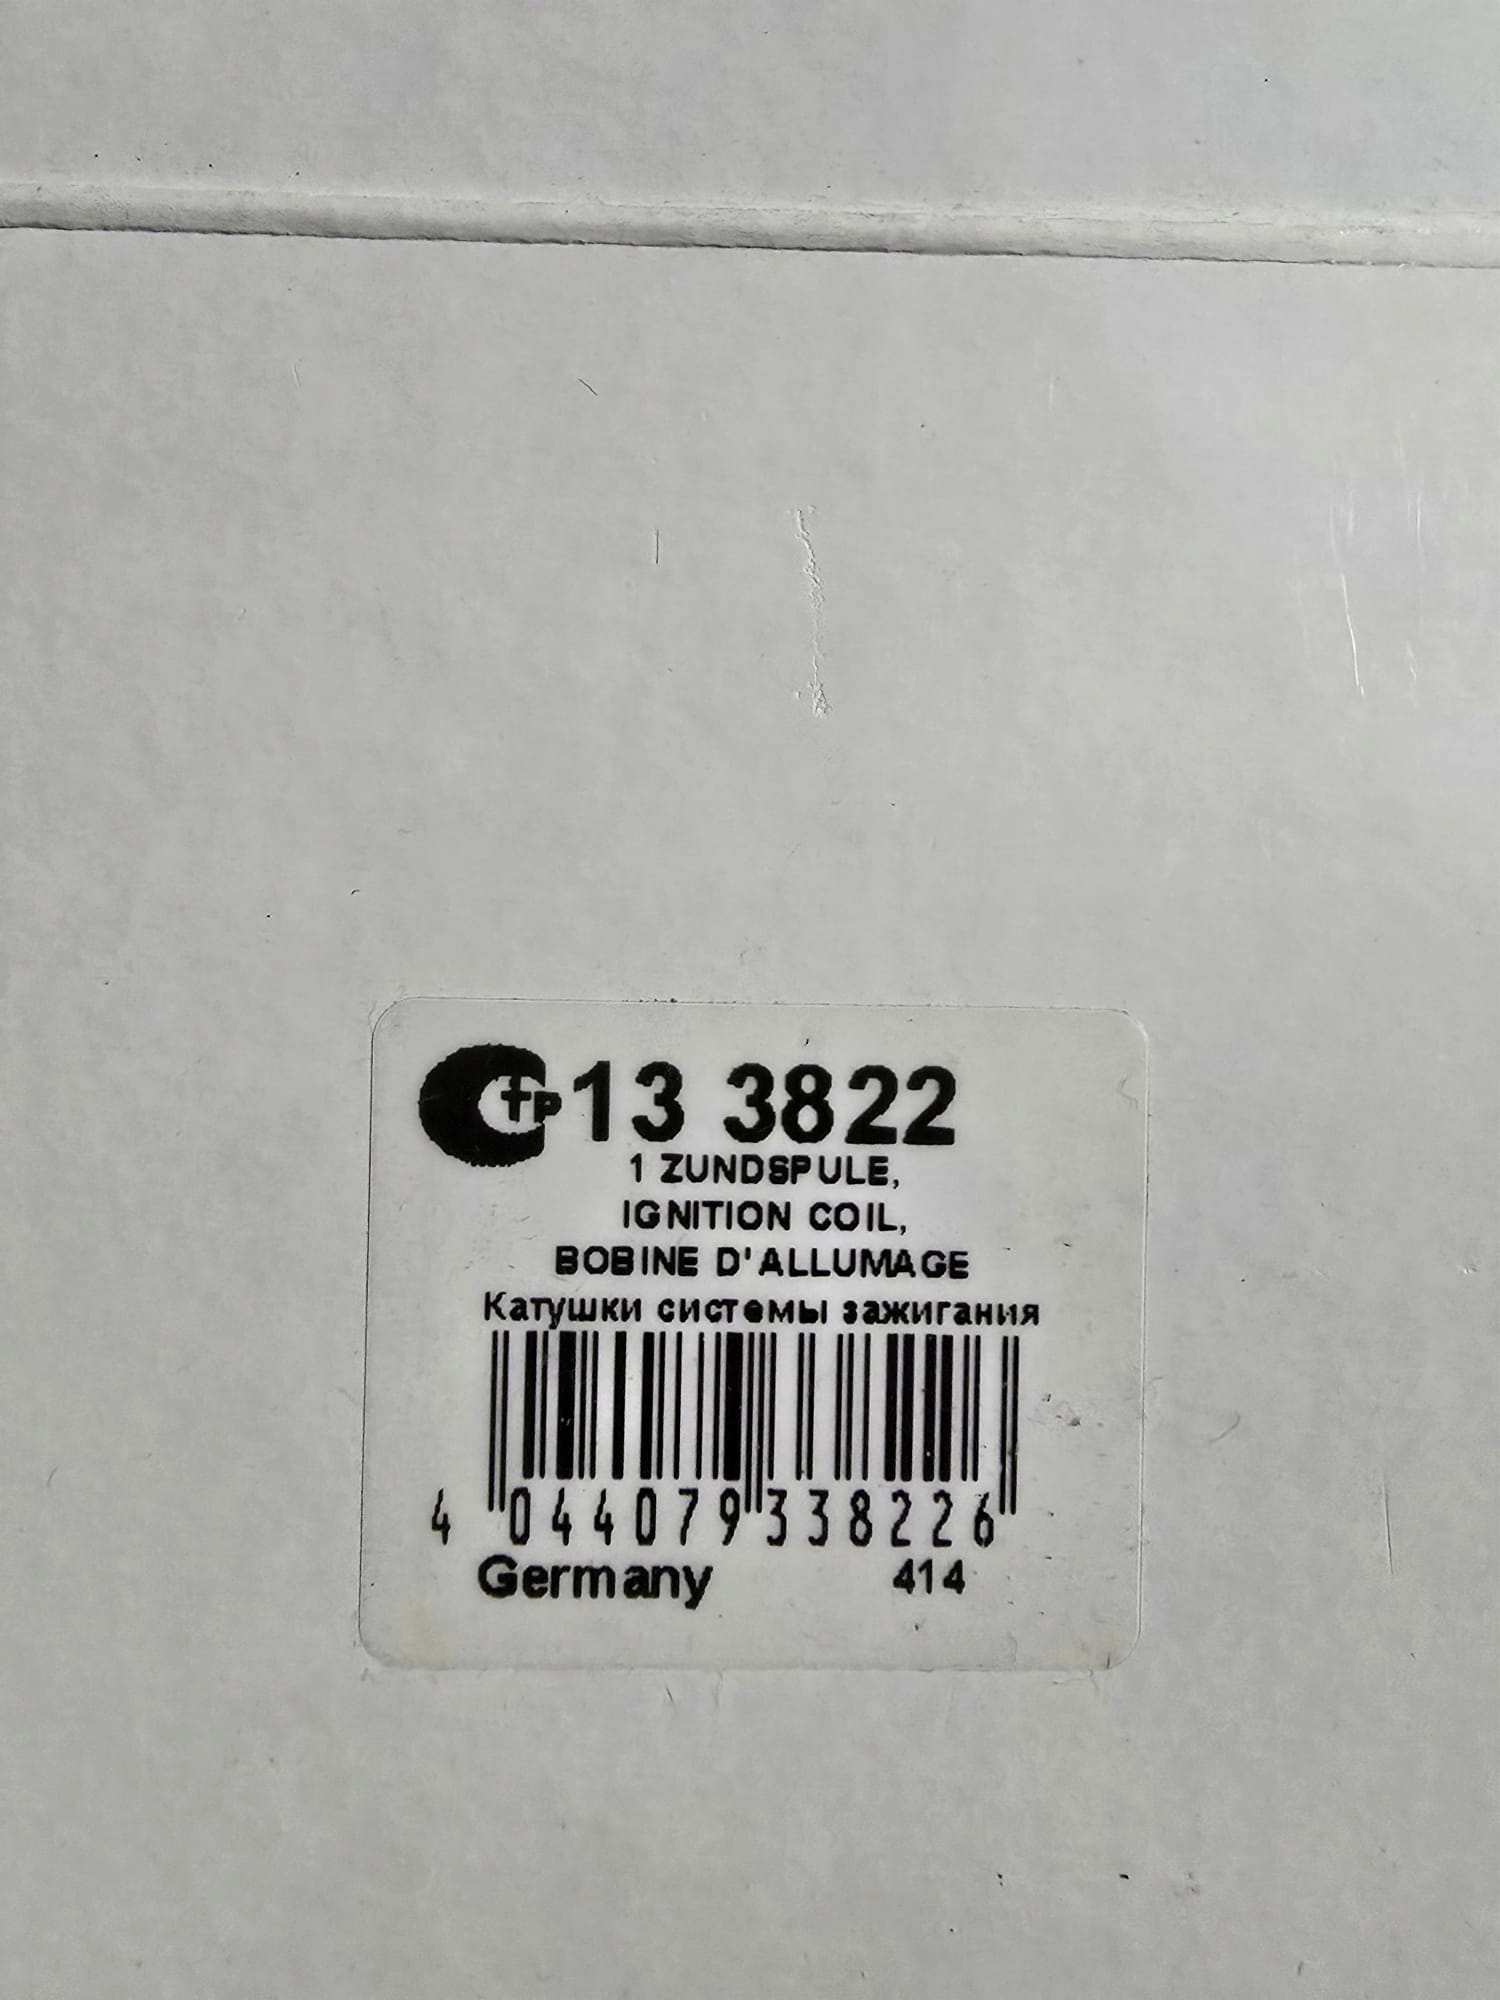 13 3822
1 ZUNDSPULE,
IGNITION COIL,
BOBINE D'ALLUMAGE
Катушки системы зажигания
4 044079 338226
Germany 414